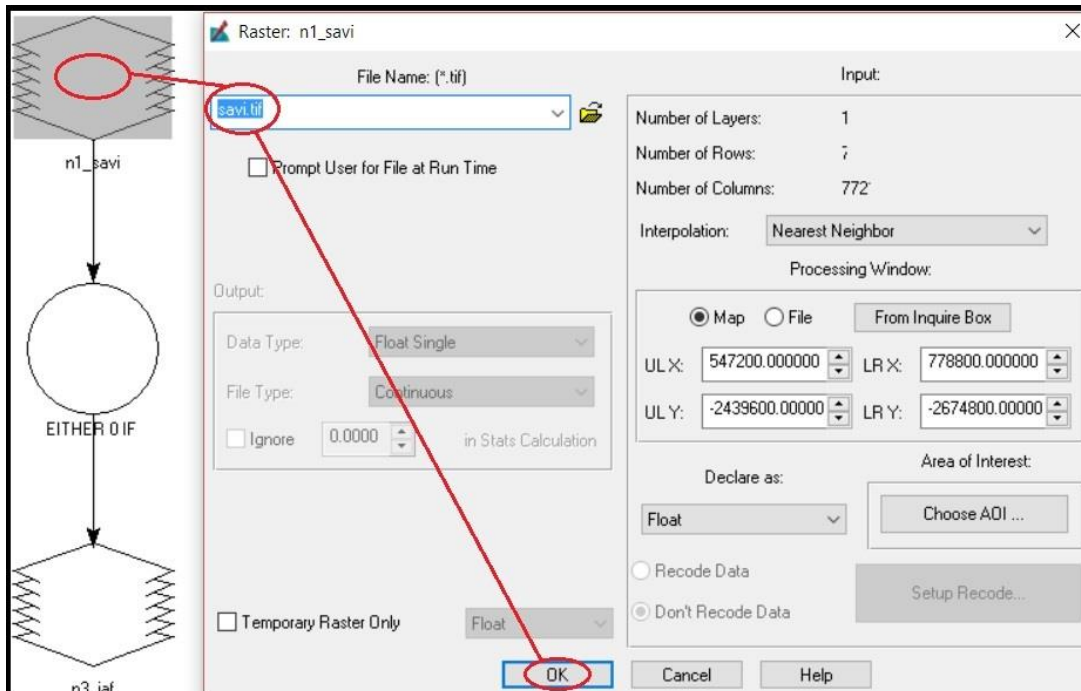 n1_savi
EITHER 0 IF
n3_iaf
Raster: n1_savi
File Name: (*.tif)
savi.tif
Prompt User for File at Run Time
Output:
Data Type: Float Single
File Type: Continuous
Ignore 0.0000 in Stats Calculation
Temporary Raster Only Float
Input:
Number of Layers: 1
Number of Rows: 7
Number of Columns: 772
Interpolation: Nearest Neighbor
Processing Window:
Map File From Inquire Box
UL X: 547200.000000 LR X: 778800.000000
UL Y: -2439600.00000 LR Y: -2674800.00000
Declare as:
Float
Area of Interest:
Choose AOI ...
Recode Data
Don't Recode Data
Setup Recode...
OK Cancel Help